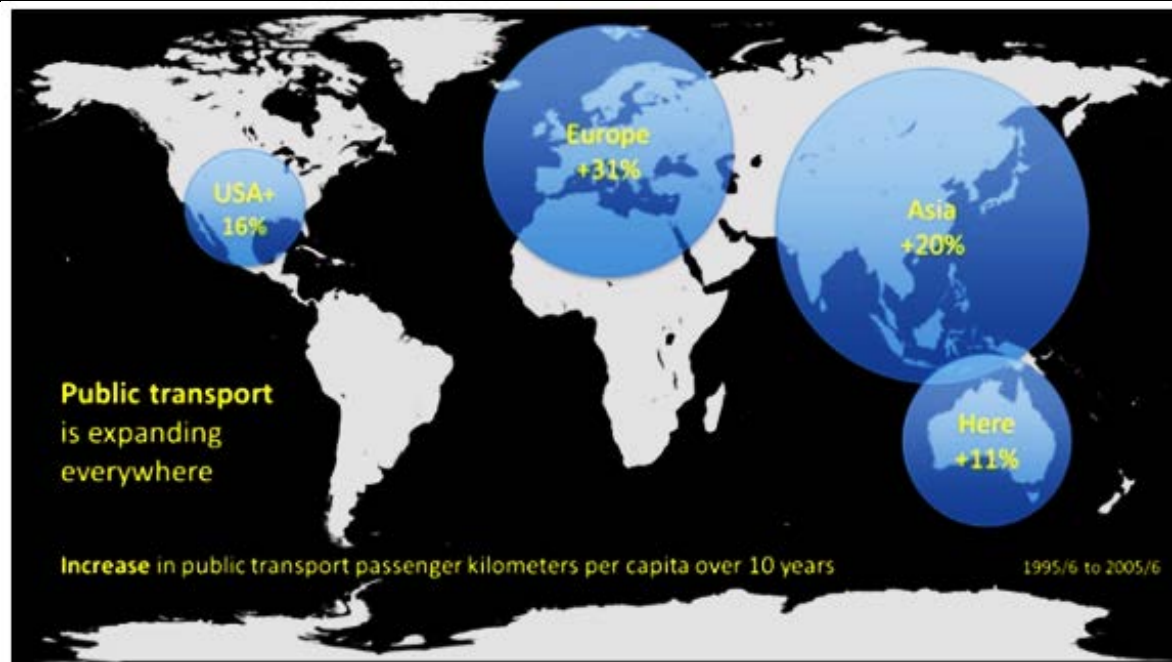 Europe
+31%
USA+
16%
Asia
+20%
Here
+11%
Public transport
is expanding
everywhere
Increase in public transport passenger kilometers per capita over 10 years
1995/6 to 2005/6